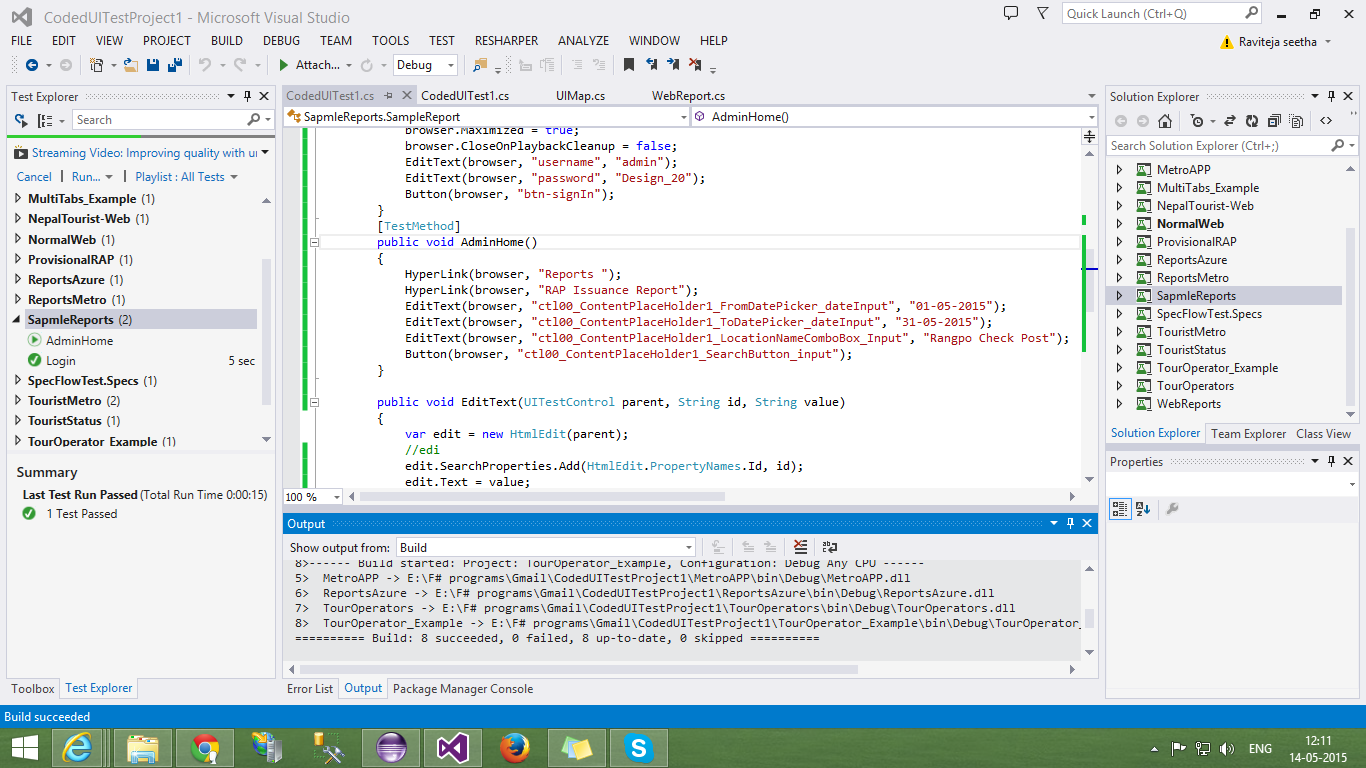 CodedUITestProject1 - Microsoft Visual Studio
Quick Launch (Ctrl+Q)
FILE EDIT VIEW PROJECT BUILD DEBUG TEAM TOOLS TEST RESHARPER ANALYZE WINDOW HELP
Raviteja seetha
Attach... Debug
Test Explorer
Search
Streaming Video: Improving quality with u
Cancel Run... Playlist : All Tests
MultiTabs_Example (1)
NepalTourist-Web (1)
NormalWeb (1)
ProvisionalRAP (1)
ReportsAzure (1)
ReportsMetro (1)
SapmleReports (2)
AdminHome
Login 5 sec
SpecFlowTest.Specs (1)
TouristMetro (2)
TouristStatus (1)
TourOperator_Example (1)
Summary
Last Test Run Passed (Total Run Time 0:00:15)
1 Test Passed
Toolbox Test Explorer
CodedUITest1.cs CodedUITest1.cs UIMap.cs WebReport.cs
SapmleReports.SampleReport AdminHome()
browser.Maximized = true;
browser.CloseOnPlaybackCleanup = false;
EditText(browser, "username", "admin");
EditText(browser, "password", "Design_20");
Button(browser, "btn-signIn");
}
[TestMethod]
public void AdminHome()
{
HyperLink(browser, "Reports ");
HyperLink(browser, "RAP Issuance Report");
EditText(browser, "ctl00_ContentPlaceHolder1_FromDatePicker_dateInput", "01-05-2015");
EditText(browser, "ctl00_ContentPlaceHolder1_ToDatePicker_dateInput", "31-05-2015");
EditText(browser, "ctl00_ContentPlaceHolder1_LocationNameComboBox_Input", "Rangpo Check Post");
Button(browser, "ctl00_ContentPlaceHolder1_SearchButton_input");
}
public void EditText(UITestControl parent, String id, String value)
{
var edit = new HtmlEdit(parent);
//edi
edit.SearchProperties.Add(HtmlEdit.PropertyNames.Id, id);
edit.Text = value;
100 %
Output
Show output from: Build
8>------ Build started: Project: TourOperator_Example, Configuration: Debug Any CPU ------
5> MetroAPP -> E:\F# programs\Gmail\CodedUITestProject1\MetroAPP\bin\Debug\MetroAPP.dll
6> ReportsAzure -> E:\F# programs\Gmail\CodedUITestProject1\ReportsAzure\bin\Debug\ReportsAzure.dll
7> TourOperators -> E:\F# programs\Gmail\CodedUITestProject1\TourOperators\bin\Debug\TourOperators.dll
8> TourOperator_Example -> E:\F# programs\Gmail\CodedUITestProject1\TourOperator_Example\bin\Debug\TourOperator_
========== Build: 8 succeeded, 0 failed, 8 up-to-date, 0 skipped ==========
Error List Output Package Manager Console
Solution Explorer
Search Solution Explorer (Ctrl+;)
MetroAPP
MultiTabs_Example
NepalTourist-Web
NormalWeb
ProvisionalRAP
ReportsAzure
ReportsMetro
SapmleReports
SpecFlowTest.Specs
TouristMetro
TouristStatus
TourOperator_Example
TourOperators
WebReports
Solution Explorer Team Explorer Class View
Properties
Build succeeded
ENG
12:11
14-05-2015